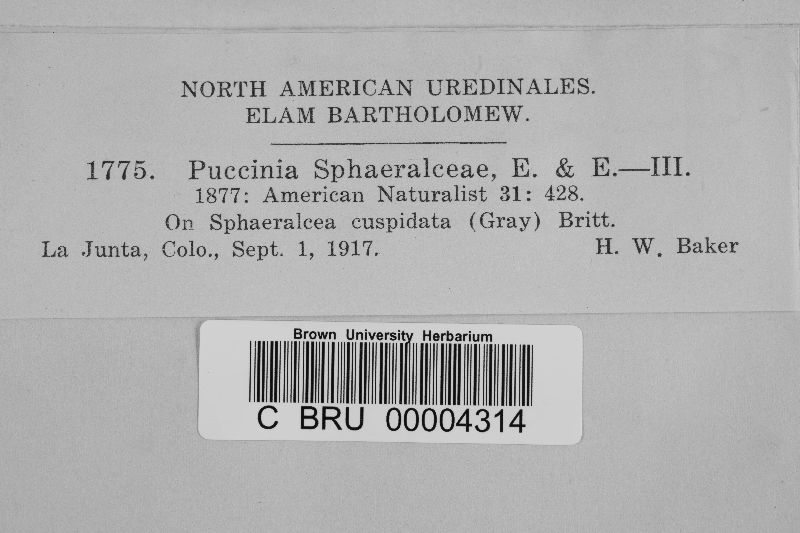 NORTH AMERICAN UREDINALES.
ELAM BARTHOLOMEW.
1775. Puccinia Sphaeralceae, E. & E.—III.
1877: American Naturalist 31: 428.
On Sphaeralcea cuspidata (Gray) Britt.
La Junta, Colo., Sept. 1, 1917. H. W. Baker
Brown University Herbarium
C BRU 00004314